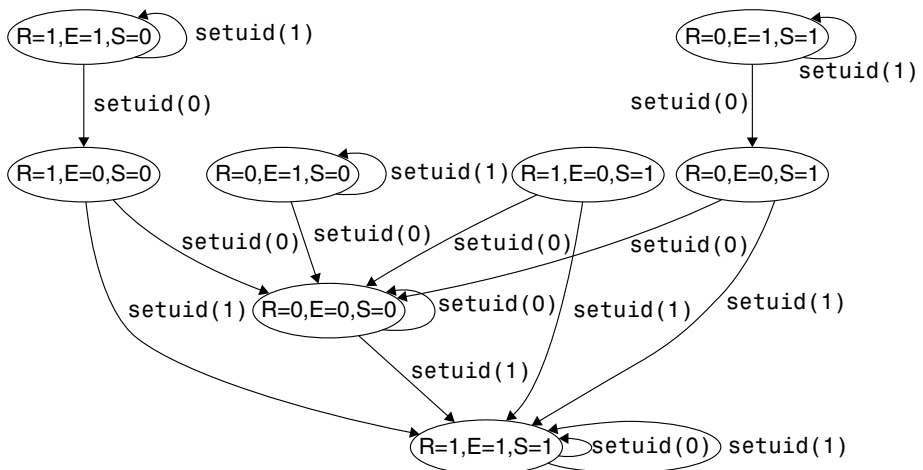 R=1,E=1,S=0
setuid(1)
R=0,E=1,S=1
setuid(1)
setuid(0)
setuid(0)
R=1,E=0,S=0
R=0,E=1,S=0
setuid(1)
R=1,E=0,S=1
R=0,E=0,S=1
setuid(0)
setuid(0)
setuid(0)
setuid(0)
setuid(1)
R=0,E=0,S=0
setuid(0)
setuid(1)
setuid(1)
setuid(1)
R=1,E=1,S=1
setuid(0)
setuid(1)